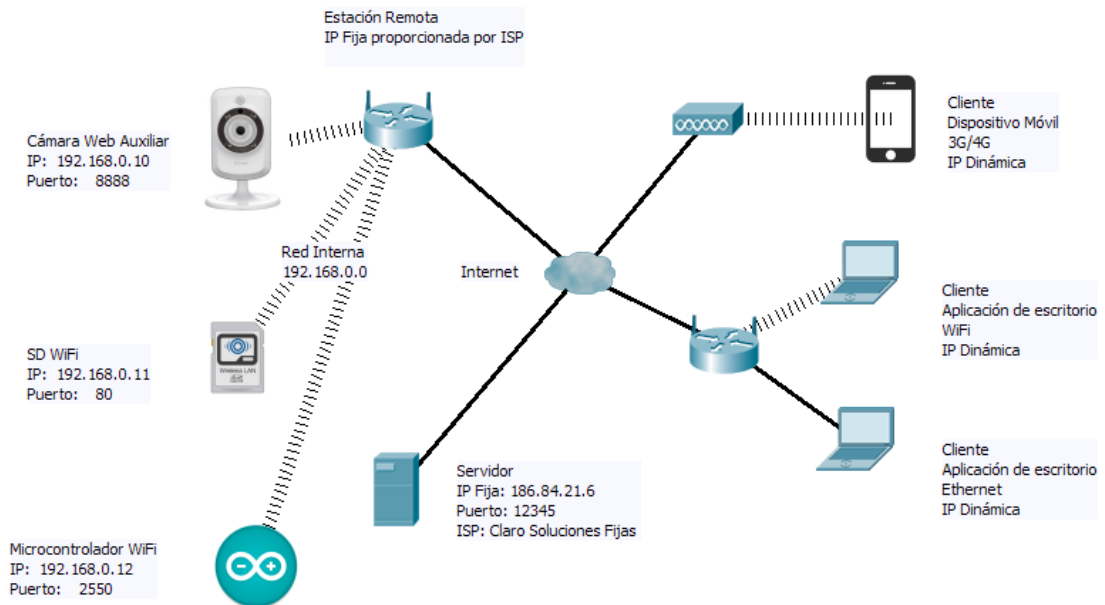 Estación Remota
IP Fija proporcionada por ISP
Cámara Web Auxiliar
IP: 192.168.0.10
Puerto: 8888
Cliente
Dispositivo Móvil
3G/4G
IP Dinámica
Red Interna
192.168.0.0
Internet
Cliente
Aplicación de escritorio
WiFi
IP Dinámica
SD WiFi
IP: 192.168.0.11
Puerto: 80
Wireless LAN
Servidor
IP Fija: 186.84.21.6
Puerto: 12345
ISP: Claro Soluciones Fijas
Cliente
Aplicación de escritorio
Ethernet
IP Dinámica
Microcontrolador WiFi
IP: 192.168.0.12
Puerto: 2550